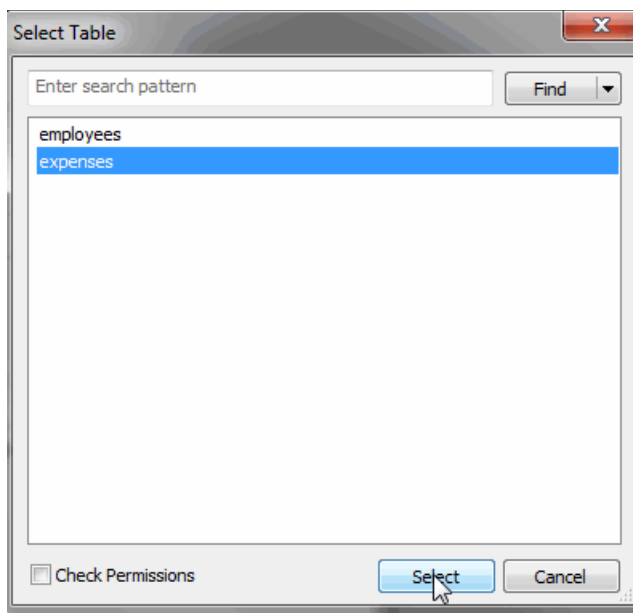 Select Table
Enter search pattern
Find
employees
expenses
Check Permissions
Select
Cancel